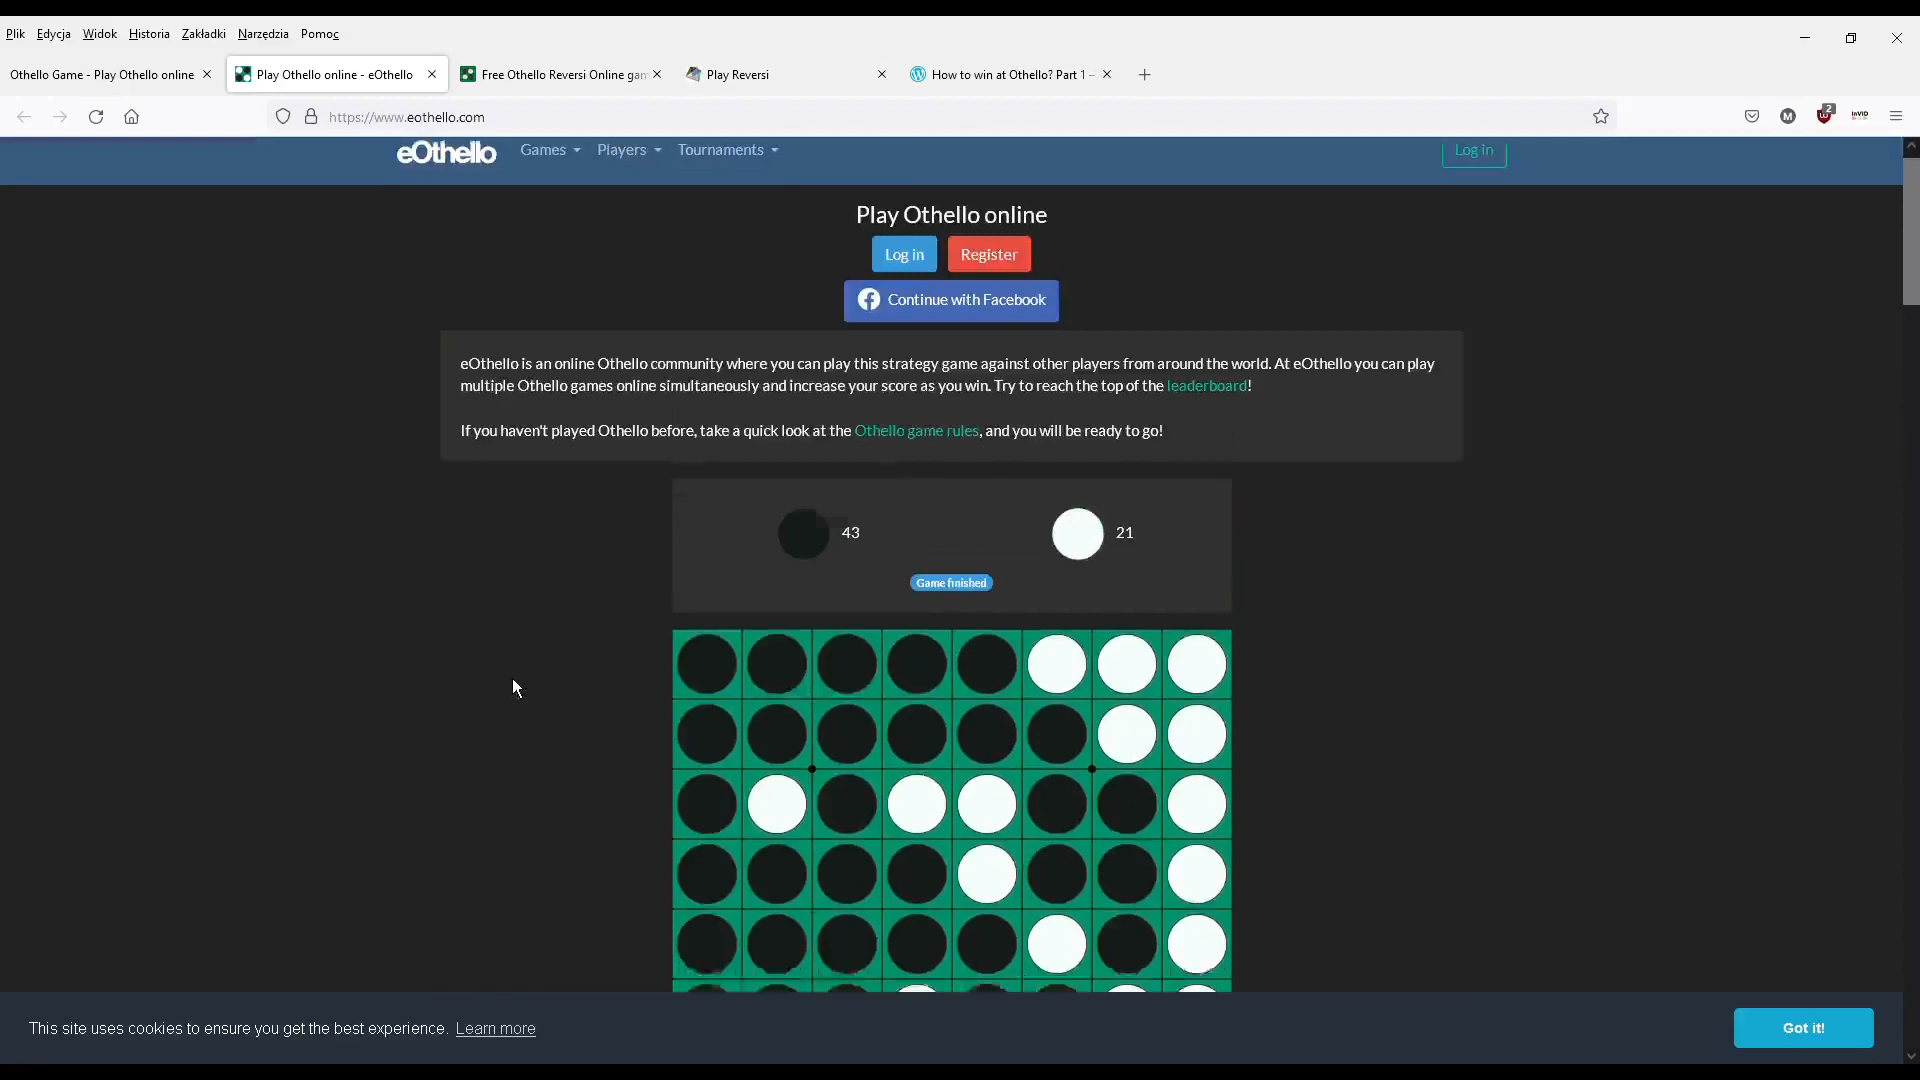 Plik Edycja Widok Historia Zakładki Narzędzia Pomoc
Othello Game - Play Othello online
Play Othello online - eOthello
Free Othello Reversi Online gam
Play Reversi
How to win at Othello? Part 1 –
https://www.eothello.com
M
2
InVID
eOthello Games Players Tournaments Log in
Play Othello online
Log in Register
Continue with Facebook
eOthello is an online Othello community where you can play this strategy game against other players from around the world. At eOthello you can play
multiple Othello games online simultaneously and increase your score as you win. Try to reach the top of the leaderboard!
If you haven't played Othello before, take a quick look at the Othello game rules, and you will be ready to go!
43 21
Game finished
This site uses cookies to ensure you get the best experience. Learn more
Got it!